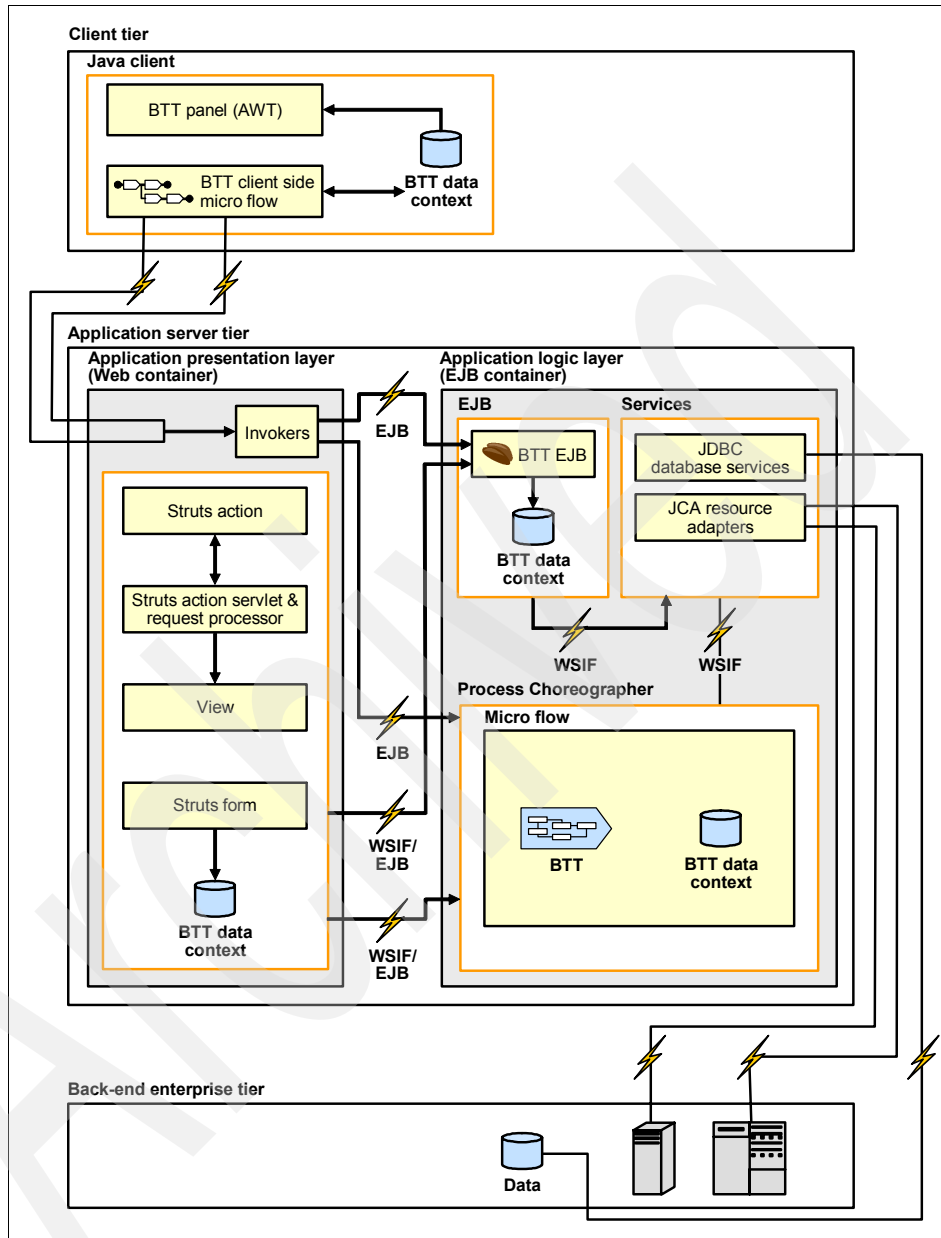 Client tier
Java client
BTT panel (AWT)
BTT data
context
BTT client side
micro flow
Application server tier
Application presentation layer
(Web container)
Application logic layer
(EJB container)
Invokers
EJB
EJB
Services
BTT EJB
JDBC
database services
JCA resource
adapters
BTT data
context
Struts action
Struts action servlet &
request processor
View
WSIF
WSIF
Process Choreographer
Micro flow
EJB
Struts form
WSIF/
EJB
BTT
BTT data
context
BTT data
context
WSIF/
EJB
Back-end enterprise tier
Data
Archived